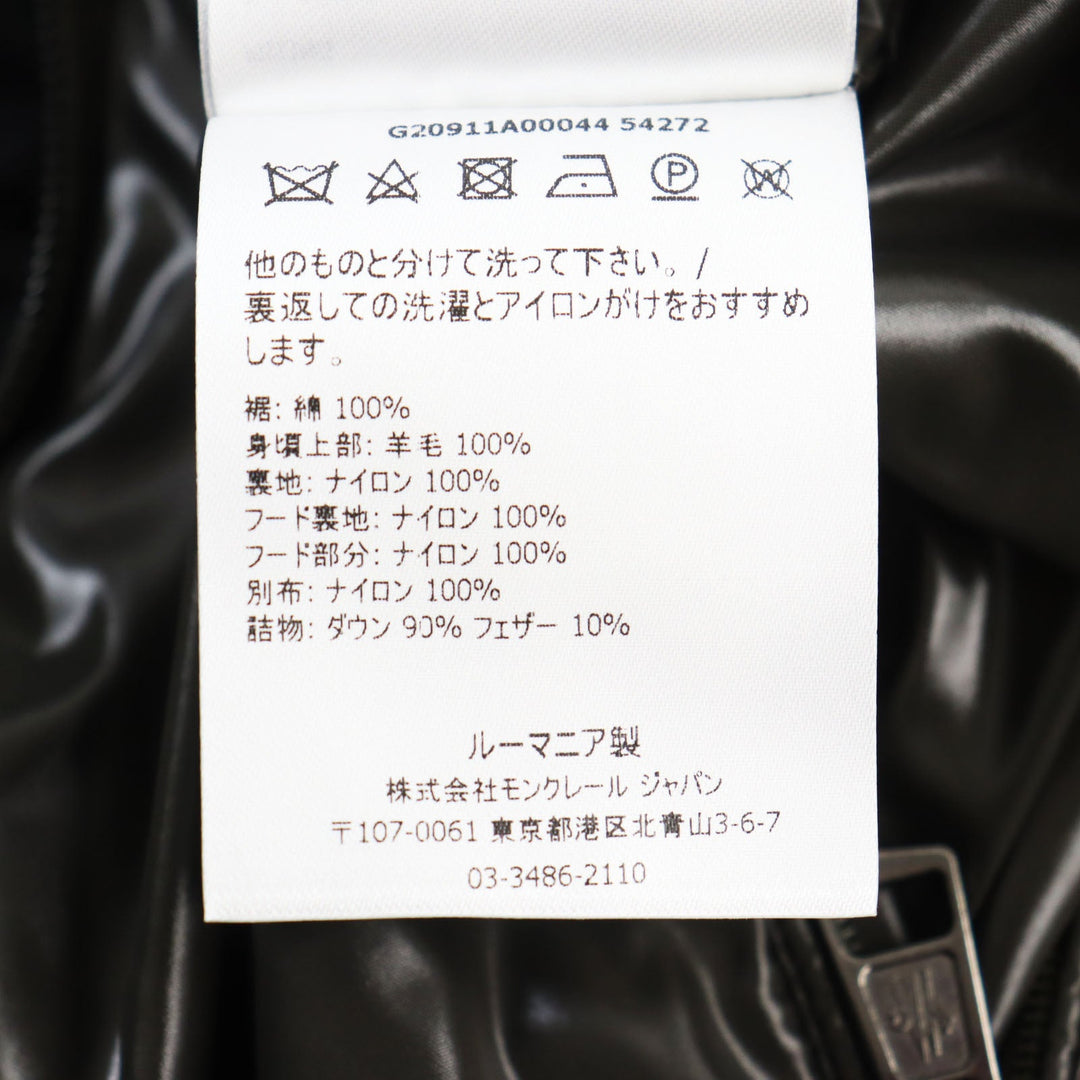 G20911A00044 54272
P
W
他のものと分けて洗って下さい。/
裏返しての洗濯とアイロンがけをおすすめ
します。
裾: 綿 100%
身頃上部: 羊毛 100%
裏地: ナイロン 100%
フード裏地: ナイロン 100%
フード部分: ナイロン 100%
別布: ナイロン 100%
詰物: ダウン 90% フェザー 10%
ルーマニア製
株式会社モンクレール ジャパン
〒107-0061 東京都港区北青山3-6-7
03-3486-2110